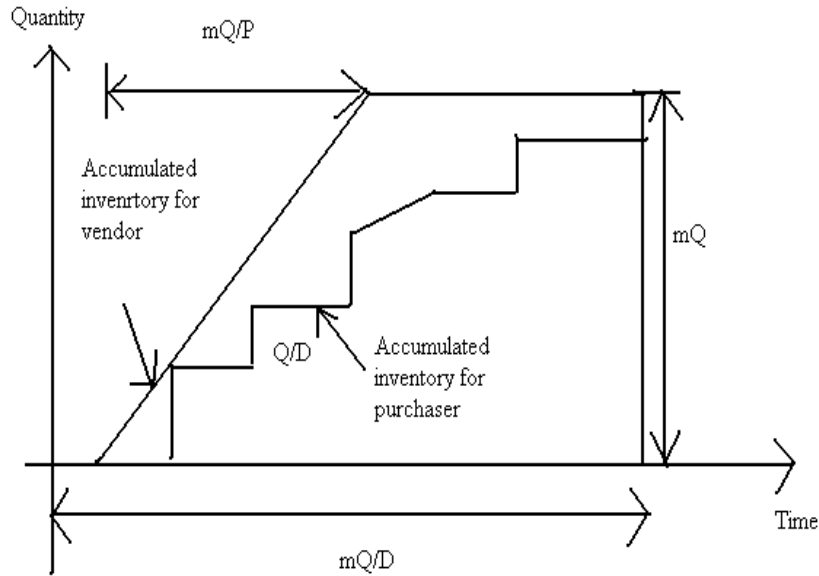 Quantity
mQ/P
Accumulated
invenrtory for
vendor
mQ
Q/D
Accumulated
inventory for
purchaser
Time
mQ/D